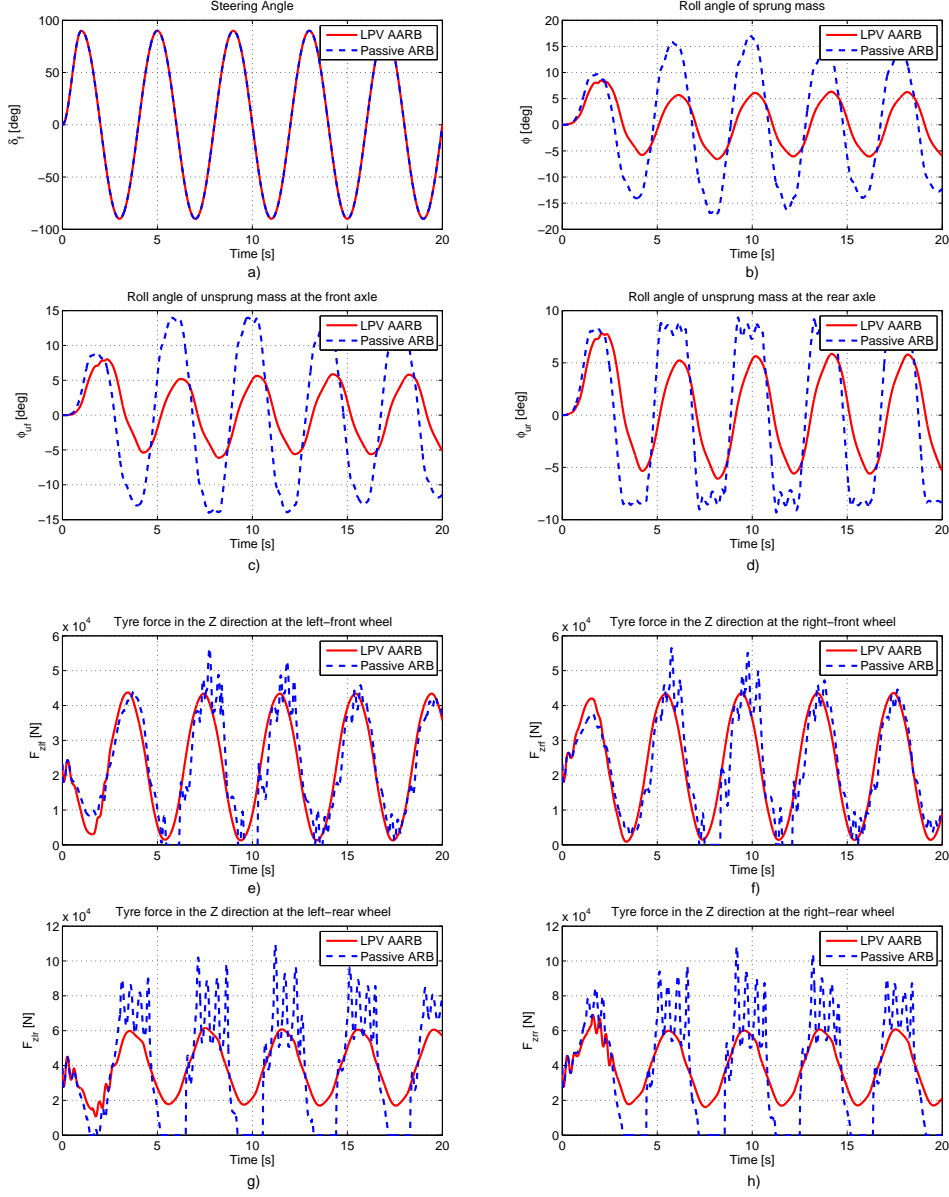 Steering Angle
100
50
0
−50
−100
δf [deg]
LPV AARB
Passive ARB
0
5
10
15
20
Time [s]
a)
Roll angle of sprung mass
20
15
10
5
0
−5
−10
−15
−20
ϕ [deg]
LPV AARB
Passive ARB
0
5
10
15
20
Time [s]
b)
Roll angle of unsprung mass at the front axle
15
10
5
0
−5
−10
−15
ϕuf [deg]
LPV AARB
Passive ARB
0
5
10
15
20
Time [s]
c)
Roll angle of unsprung mass at the rear axle
10
5
0
−5
−10
ϕur [deg]
LPV AARB
Passive ARB
0
5
10
15
20
Time [s]
d)
Tyre force in the Z direction at the left−front wheel
x 10^4
6
5
4
3
2
1
0
Fzlf [N]
LPV AARB
Passive ARB
0
5
10
15
20
Time [s]
e)
Tyre force in the Z direction at the right−front wheel
x 10^4
6
5
4
3
2
1
0
Fzrf [N]
LPV AARB
Passive ARB
0
5
10
15
20
Time [s]
f)
Tyre force in the Z direction at the left−rear wheel
x 10^4
12
10
8
6
4
2
0
Fzlr [N]
LPV AARB
Passive ARB
0
5
10
15
20
Time [s]
g)
Tyre force in the Z direction at the right−rear wheel
x 10^4
12
10
8
6
4
2
0
Fzrr [N]
LPV AARB
Passive ARB
0
5
10
15
20
Time [s]
h)